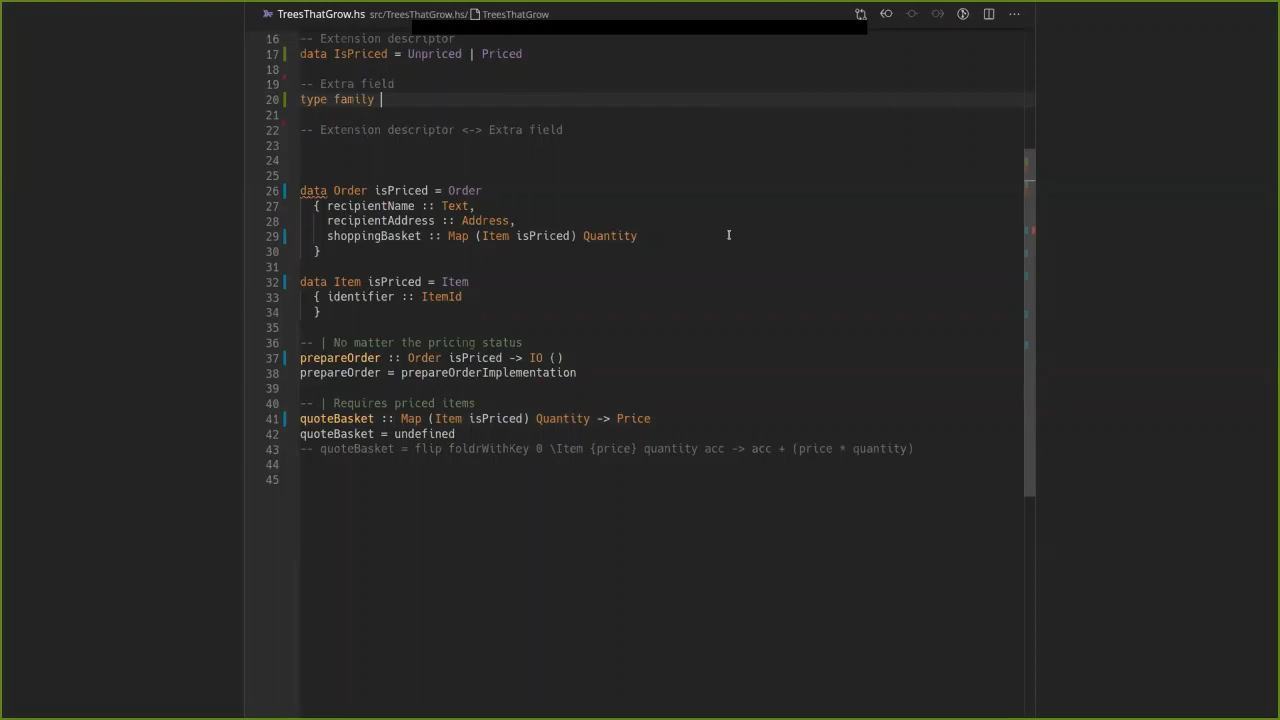 TreesThatGrow.hs src/TreesThatGrow.hs/ TreesThatGrow
16 -- Extension descriptor
17 data IsPriced = Unpriced | Priced
18
19 -- Extra field
20 type family
21
22 -- Extension descriptor <-> Extra field
23
24
25
26 data Order isPriced = Order
27 { recipientName :: Text,
28 recipientAddress :: Address,
29 shoppingBasket :: Map (Item isPriced) Quantity
30 }
31
32 data Item isPriced = Item
33 { identifier :: ItemId
34 }
35
36 -- | No matter the pricing status
37 prepareOrder :: Order isPriced -> IO ()
38 prepareOrder = prepareOrderImplementation
39
40 -- | Requires priced items
41 quoteBasket :: Map (Item isPriced) Quantity -> Price
42 quoteBasket = undefined
43 -- quoteBasket = flip foldrWithKey 0 \Item {price} quantity acc -> acc + (price * quantity)
44
45